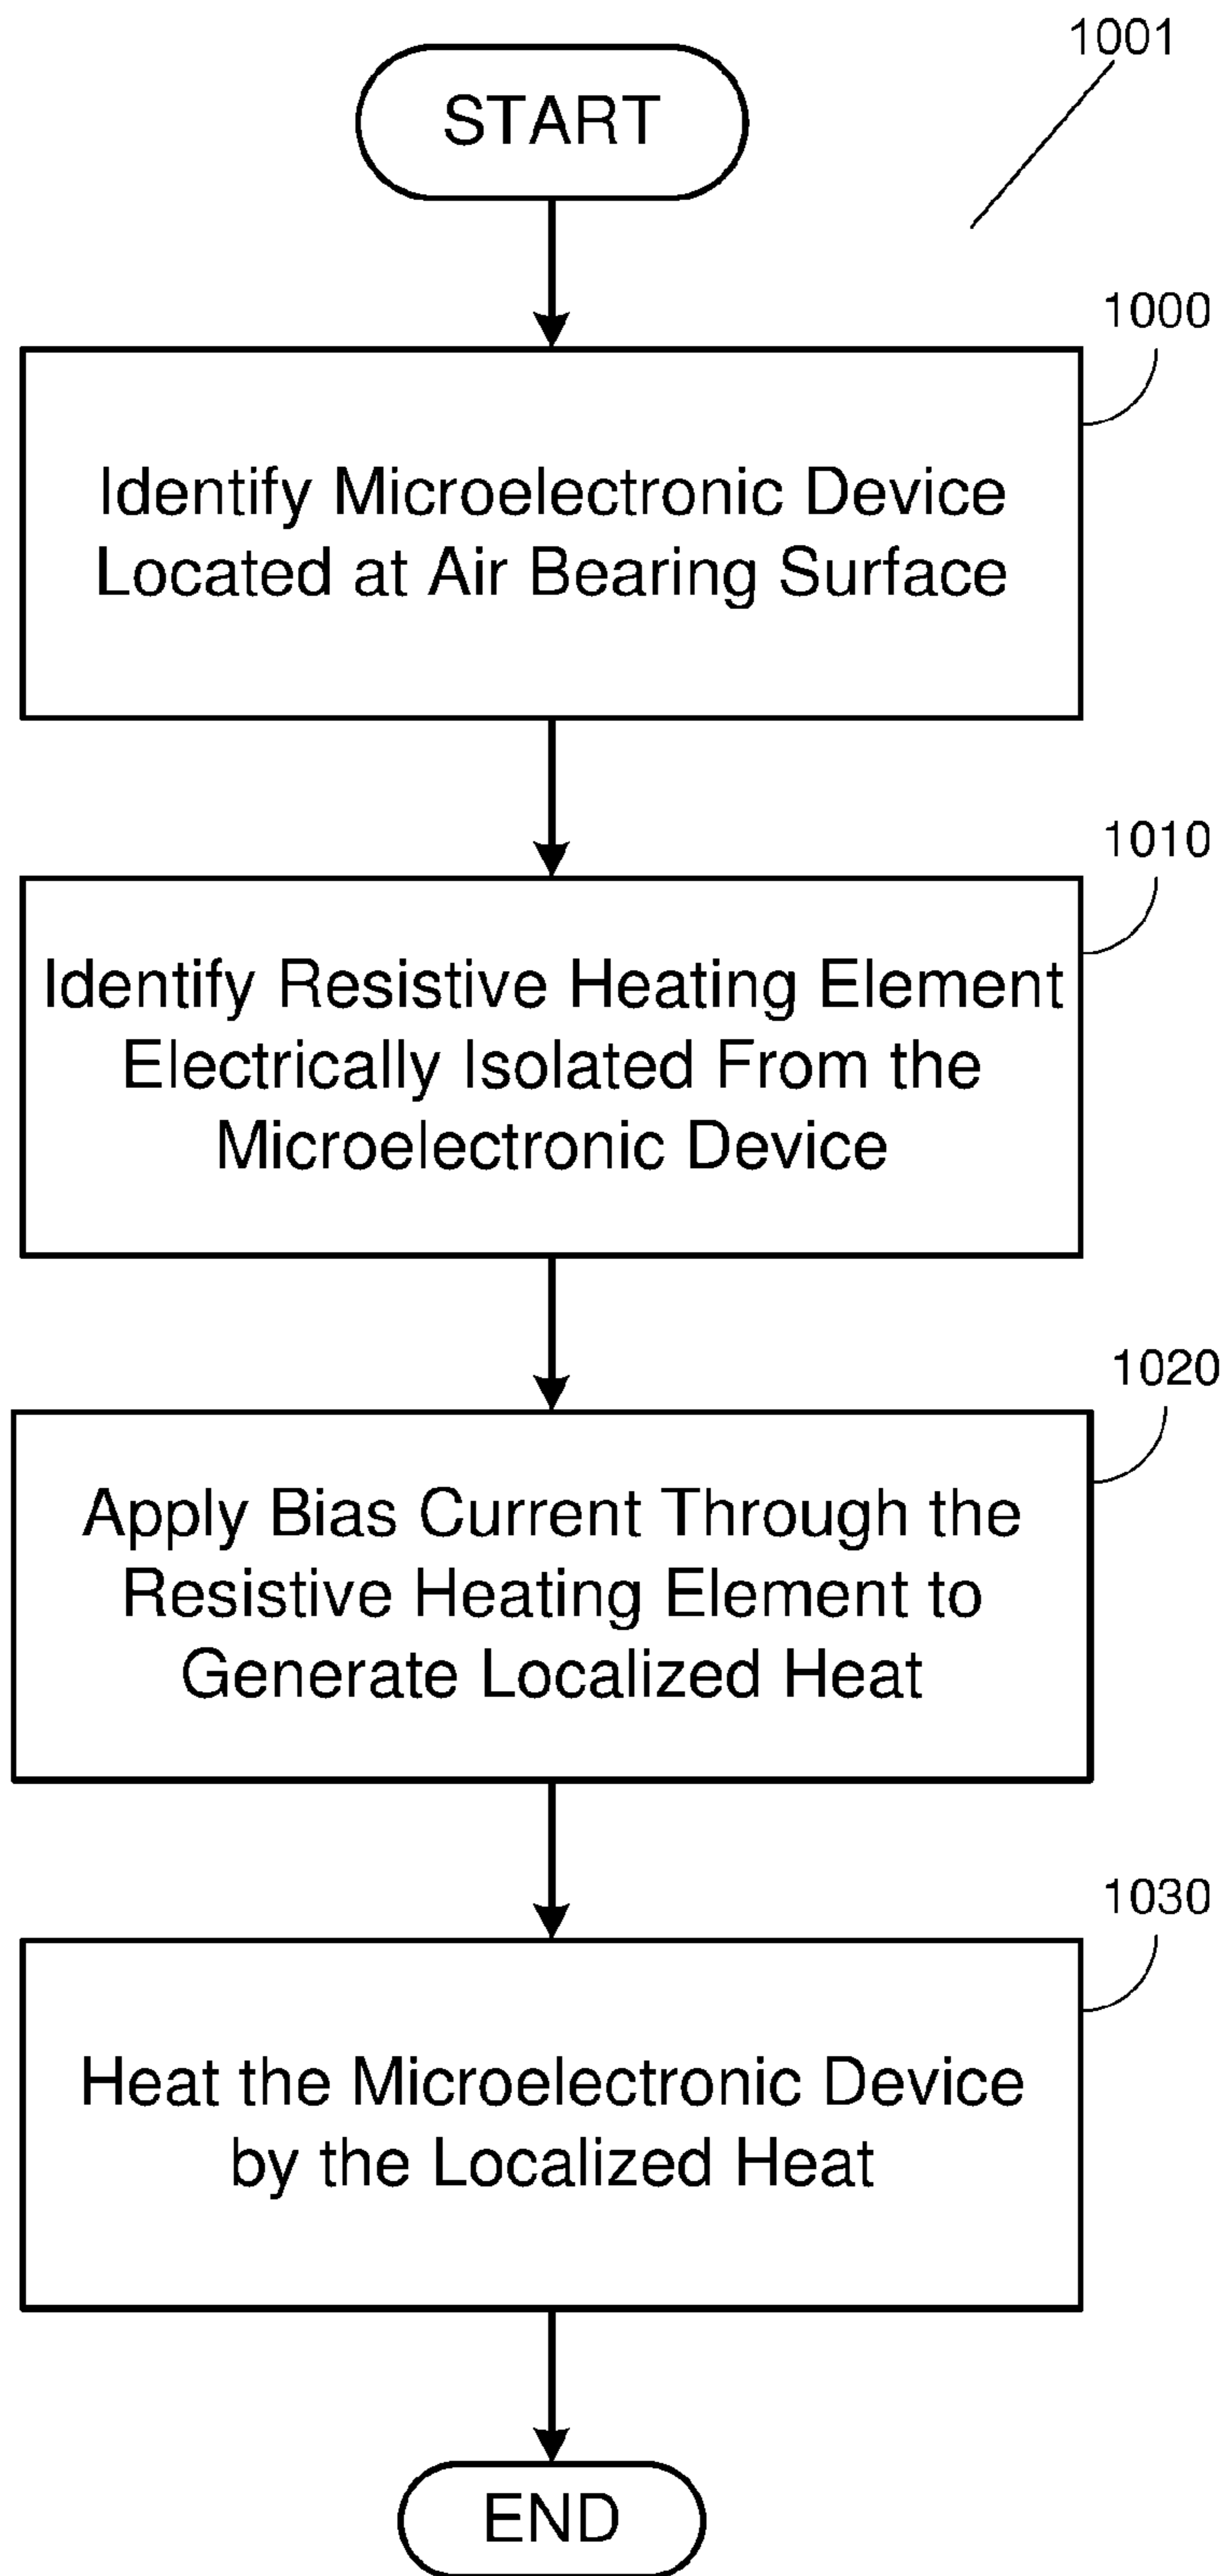 1001
START
1000
Identify Microelectronic Device
Located at Air Bearing Surface
1010
Identify Resistive Heating Element
Electrically Isolated From the
Microelectronic Device
1020
Apply Bias Current Through the
Resistive Heating Element to
Generate Localized Heat
1030
Heat the Microelectronic Device
by the Localized Heat
END